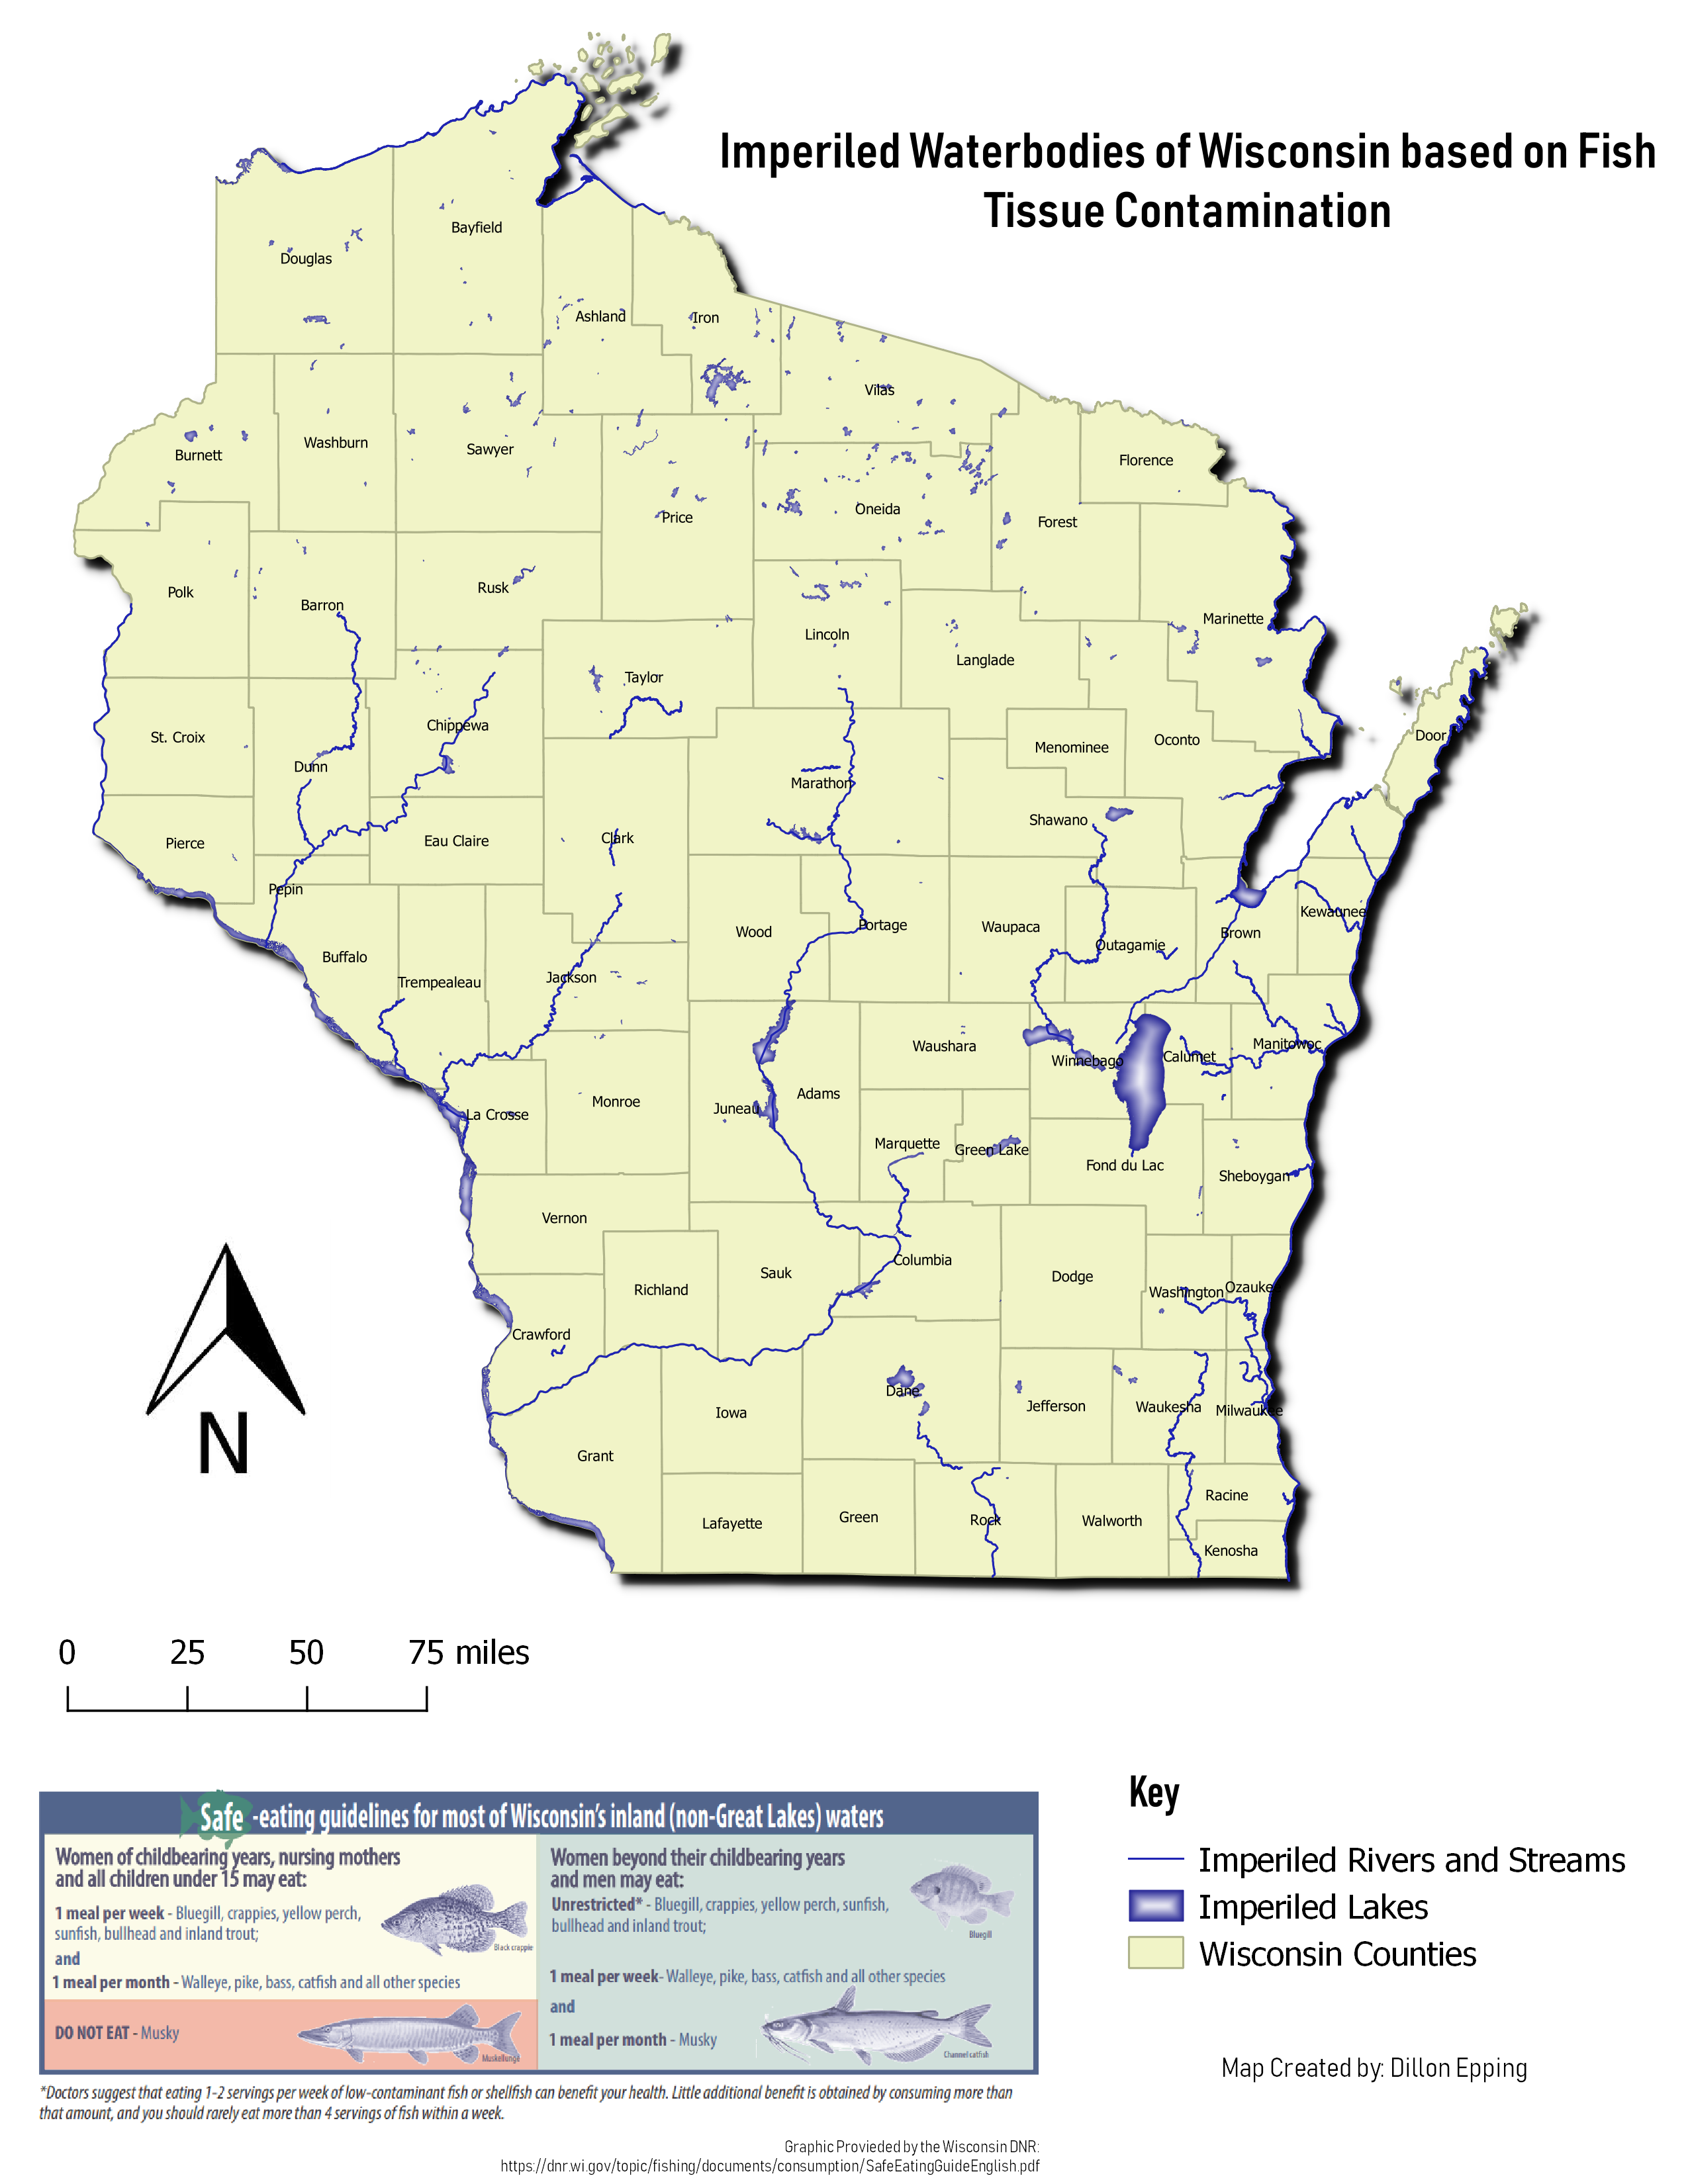 Imperiled Waterbodies of Wisconsin based on Fish
Tissue Contamination
Bayfield
Douglas
Ashland
Iron
Vilas
Washburn
Sawyer
Burnett
Florence
Price
Oneida
Forest
Polk
Barron
Rusk
Lincoln
Marinette
Langlade
Taylor
Chippewa
St. Croix
Door
Menominee
Oconto
Dunn
Marathon
Shawano
Pierce
Eau Claire
Clark
Pepin
Wood
Portage
Waupaca
Outagamie
Brown
Kewaunee
Buffalo
Trempealeau
Jackson
Waushara
Winnebago
Calumet
Manitowoc
La Crosse
Monroe
Juneau
Adams
Marquette
Green Lake
Fond du Lac
Sheboygan
Vernon
Richland
Sauk
Columbia
Dodge
Washington
Ozaukee
Crawford
Dane
Jefferson
Waukesha
Milwaukee
Iowa
Grant
Lafayette
Green
Rock
Walworth
Racine
Kenosha
N
0 25 50 75 miles
Safe -eating guidelines for most of Wisconsin's inland (non-Great Lakes) waters
Women of childbearing years, nursing mothers
and all children under 15 may eat:
1 meal per week - Bluegill, crappies, yellow perch,
sunfish, bullhead and inland trout;
Black crappie
and
1 meal per month - Walleye, pike, bass, catfish and all other species
DO NOT EAT - Musky
Muskellunge
Women beyond their childbearing years
and men may eat:
Unrestricted* - Bluegill, crappies, yellow perch, sunfish,
bullhead and inland trout;
Bluegill
1 meal per week- Walleye, pike, bass, catfish and all other species
and
1 meal per month - Musky
Channel catfish
*Doctors suggest that eating 1-2 servings per week of low-contaminant fish or shellfish can benefit your health. Little additional benefit is obtained by consuming more than
that amount, and you should rarely eat more than 4 servings of fish within a week.
Graphic Provieded by the Wisconsin DNR:
https://dnr.wi.gov/topic/fishing/documents/consumption/SafeEatingGuideEnglish.pdf
Key
Imperiled Rivers and Streams
Imperiled Lakes
Wisconsin Counties
Map Created by: Dillon Epping